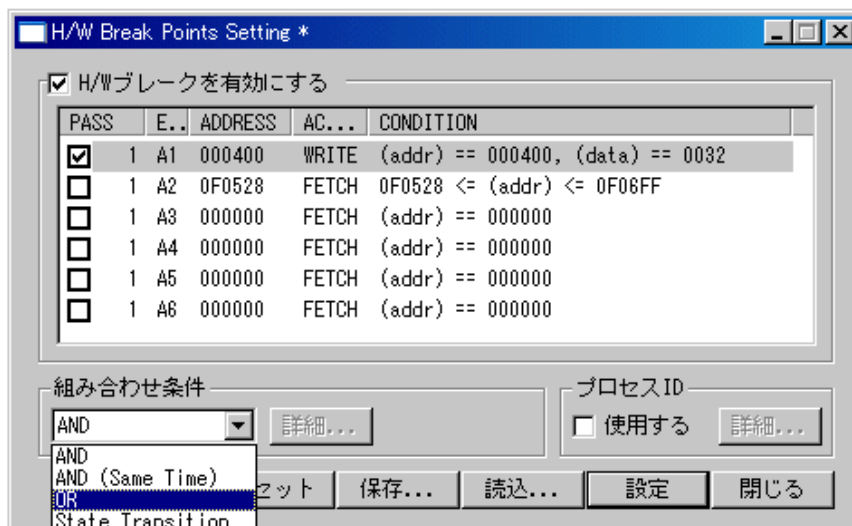 H/W Break Points Setting *
H/Wブレークを有効にする
PASS E.. ADDRESS AC... CONDITION
1 A1 000400 WRITE (addr) == 000400, (data) == 0032
1 A2 0F0528 FETCH 0F0528 <= (addr) <= 0F06FF
1 A3 000000 FETCH (addr) == 000000
1 A4 000000 FETCH (addr) == 000000
1 A5 000000 FETCH (addr) == 000000
1 A6 000000 FETCH (addr) == 000000
組み合わせ条件 プロセスID
AND 詳細... 使用する 詳細...
AND
AND (Same Time)
セット 保存... 読込... 設定 閉じる
OR
State Transition